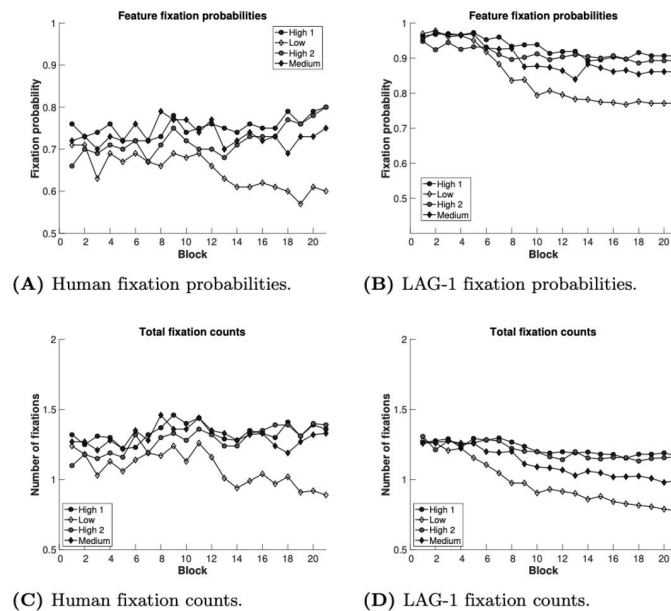 Feature fixation probabilities
Fixation probability
1
0.9
0.8
0.7
0.6
0.5
High 1
Low
High 2
Medium
0 2 4 6 8 10 12 14 16 18 20
Block
(A) Human fixation probabilities.
Feature fixation probabilities
Fixation probability
1
0.9
0.8
0.7
0.6
0.5
High 1
Low
High 2
Medium
0 2 4 6 8 10 12 14 16 18 20
Block
(B) LAG-1 fixation probabilities.
Total fixation counts
Number of fixations
2
1.5
1
0.5
High 1
Low
High 2
Medium
0 2 4 6 8 10 12 14 16 18 20
Block
(C) Human fixation counts.
Total fixation counts
Number of fixations
2
1.5
1
0.5
High 1
Low
High 2
Medium
0 2 4 6 8 10 12 14 16 18 20
Block
(D) LAG-1 fixation counts.